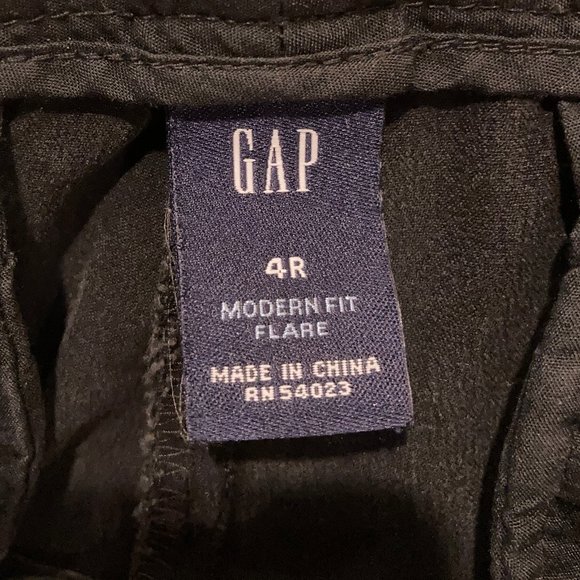 GAP
4R
MODERN FIT
FLARE
MADE IN CHINA
RN 54023